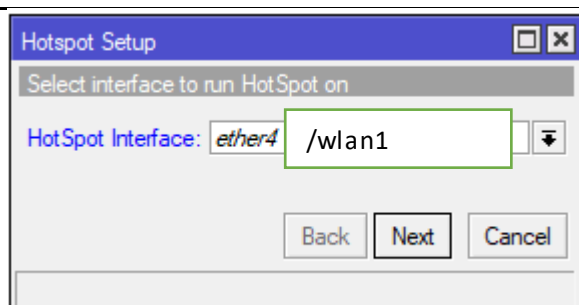 Hotspot Setup
Select interface to run HotSpot on
HotSpot Interface: ether4 /wlan1
Back Next Cancel